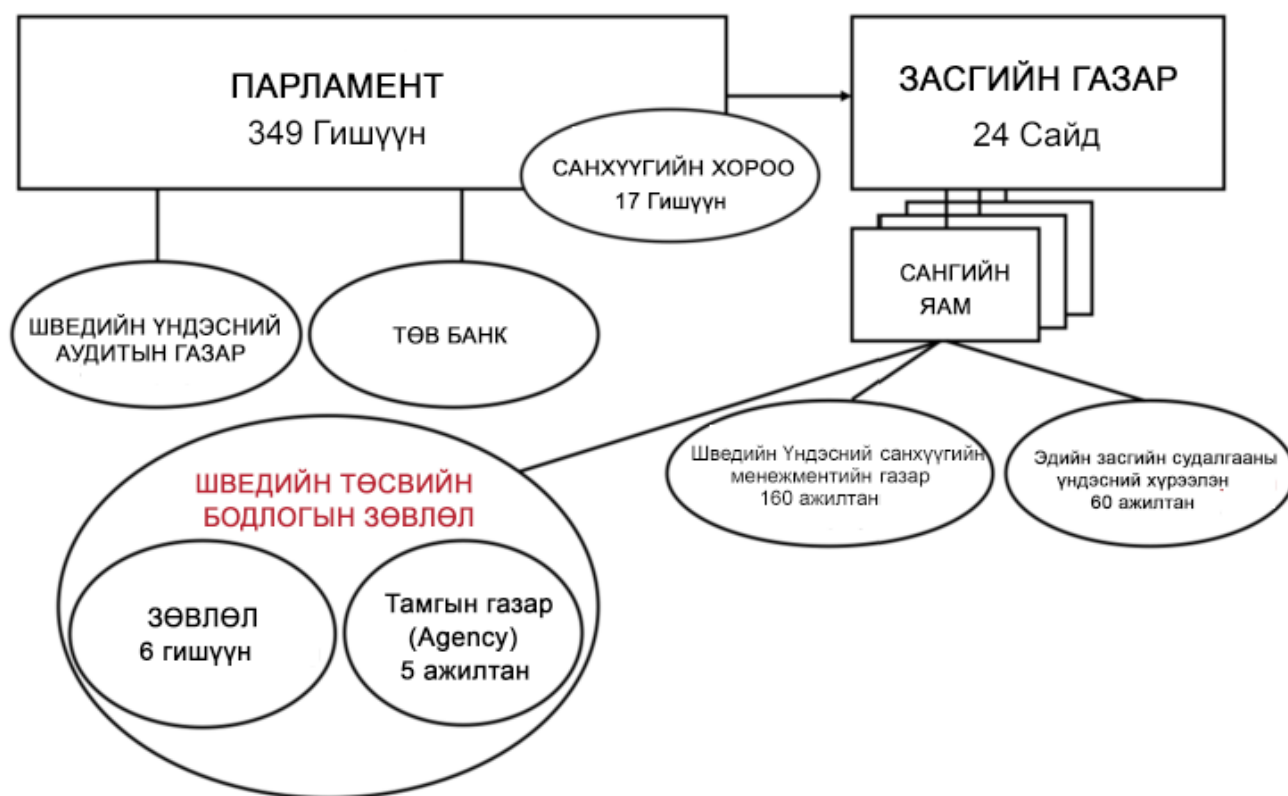 ПАРЛАМЕНТ
349 Гишүүн
ЗАСГИЙН ГАЗАР
24 Сайд
САНХҮҮГИЙН ХОРОО
17 Гишүүн
САНГИЙН
ЯАМ
ШВЕДИЙН ҮНДЭСНИЙ
АУДИТЫН ГАЗАР
ТӨВ БАНК
Шведийн Үндэсний санхүүгийн
менежментийн газар
160 ажилтан
Эдийн засгийн судалгааны
үндэсний хүрээлэн
60 ажилтан
ШВЕДИЙН ТӨСВИЙН
БОДЛОГЫН ЗӨВЛӨЛ
ЗӨВЛӨЛ
6 гишүүн
Тамгын газар
(Agency)
5 ажилтан